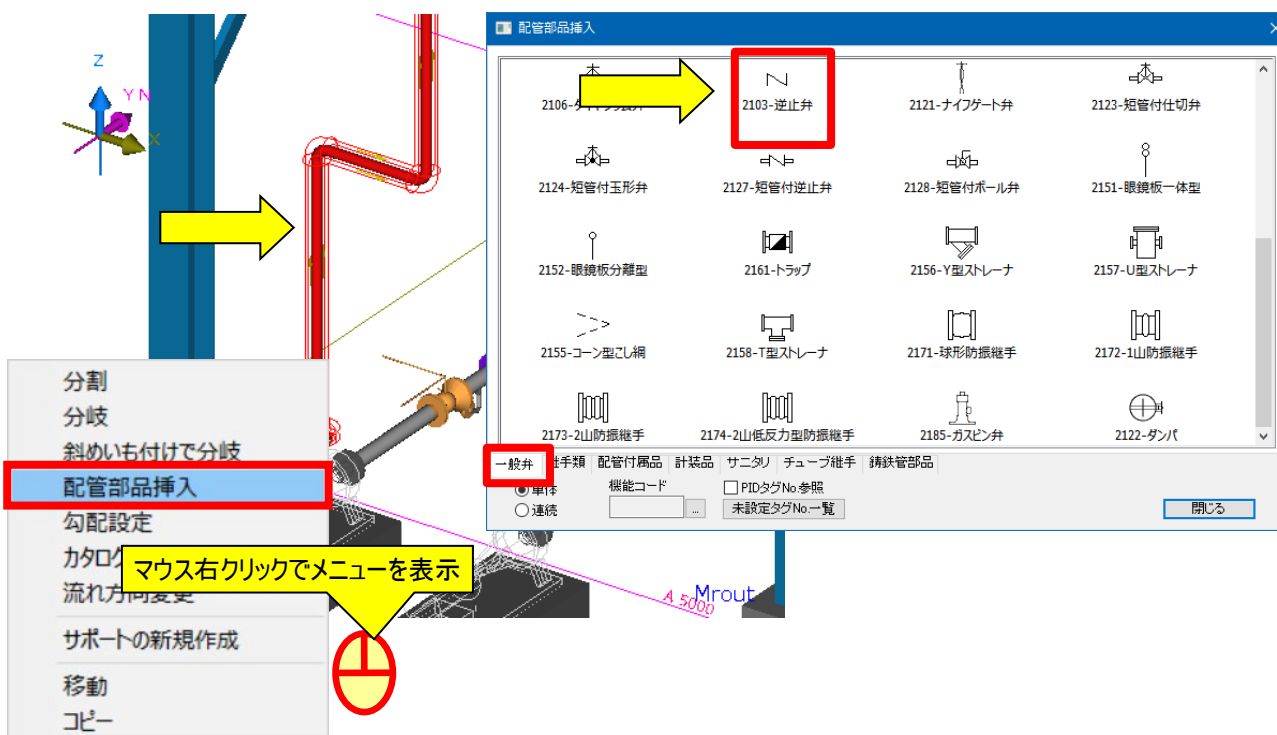 Z
Y N
X
分割
分岐
斜めいも付けで分岐
配管部品挿入
勾配設定
マウス右クリックでメニューを表示
流れ方向変更
サポートの新規作成
移動
コピー
A 5000
Mrout
配管部品挿入
2103-逆止弁
2121-ナイフゲート弁
2123-短管付仕切弁
2124-短管付玉形弁
2127-短管付逆止弁
2128-短管付ボール弁
2151-眼鏡板一体型
2152-眼鏡板分離型
2161-トラップ
2156-Y型ストレーナ
2157-U型ストレーナ
2155-コーン型こし網
2158-T型ストレーナ
2171-球形防振継手
2172-1山防振継手
2173-2山防振継手
2174-2山低反力型防振継手
2185-ガスピン弁
2122-ダンパ
一般弁 継手類 配管付属品 計装品 サニタリ チューブ継手 鋳鉄管部品
単体 機能コード PIDタグNo.参照
連続 ... 未設定タグNo.一覧 閉じる